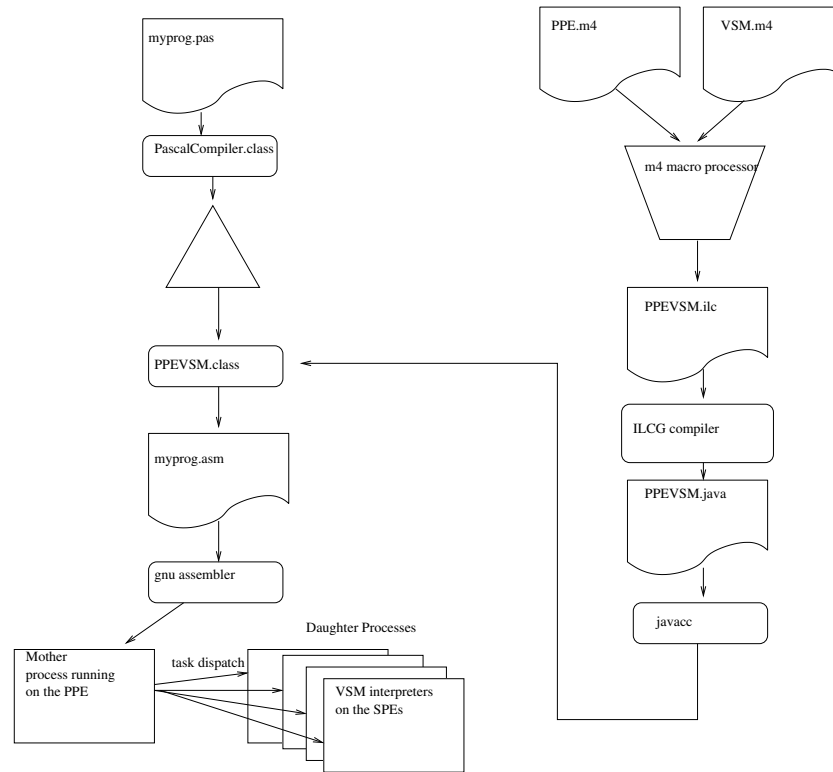 myprog.pas
PascalCompiler.class
PPEVSM.class
myprog.asm
gnu assembler
Mother
process running
on the PPE
task dispatch
Daughter Processes
VSM interpreters
on the SPEs
PPE.m4
VSM.m4
m4 macro processor
PPEVSM.ilc
ILCG compiler
PPEVSM.java
javacc